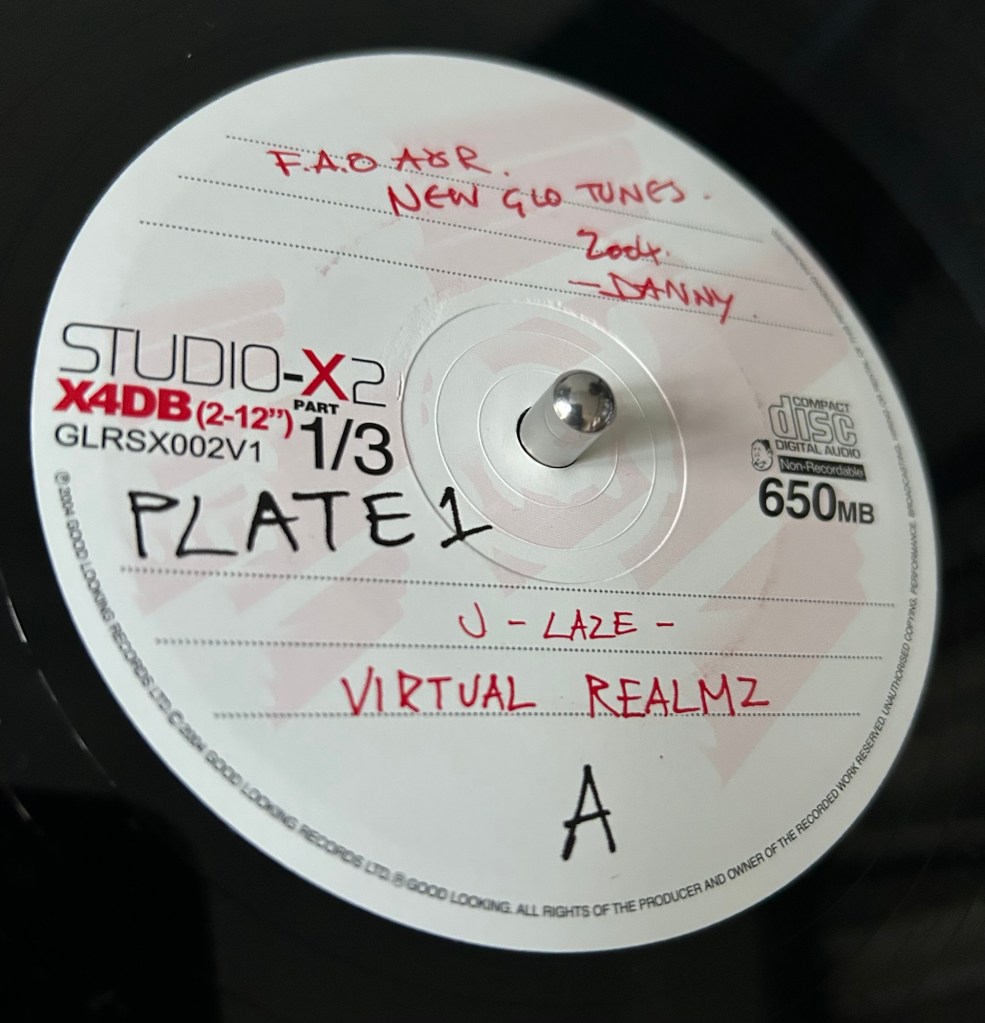 F.A.O A&R.
NEW GLO TUNES.
2004.
- DANNY.
STUDIO-X2
X4DB (2-12") PART 1/3
GLRSX002V1
COMPACT
disc
DIGITAL AUDIO
Non-Recordable
650MB
PLATE 1
J - LAZE -
VIRTUAL REALMZ
A
℗ 2004 GOOD LOOKING RECORDS LTD. © 2004 GOOD LOOKING RECORDS LTD. ® GOOD LOOKING. ALL RIGHTS OF THE PRODUCER AND OWNER OF THE RECORDED WORK RESERVED. UNAUTHORISED COPYING, PERFORMANCE, BROADCASTING,